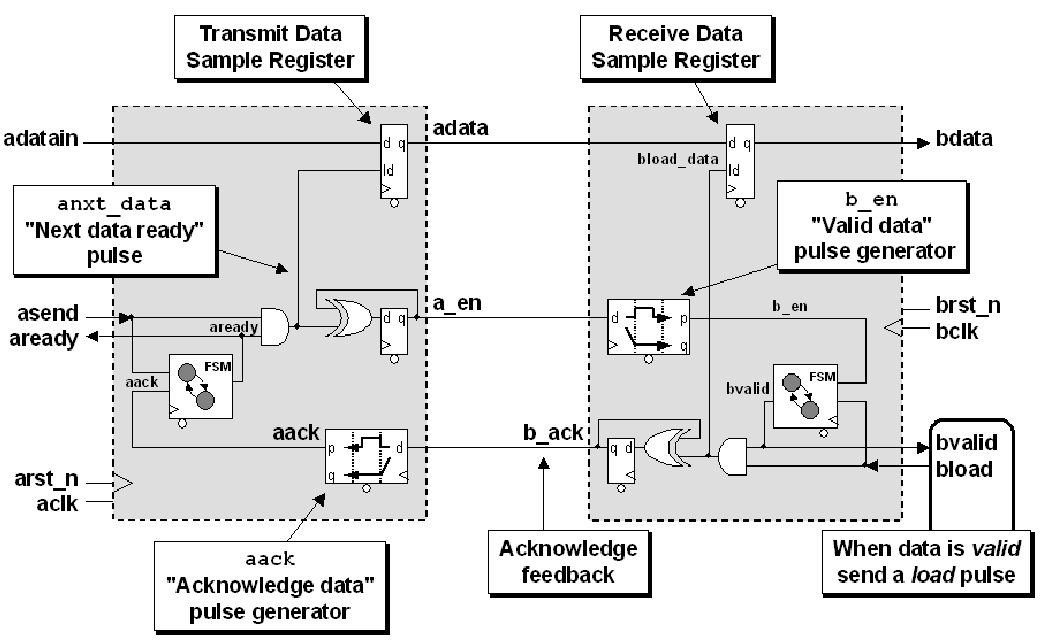 Transmit Data
Sample Register
Receive Data
Sample Register
adatain
d q
ld
adata
bload_data
d q
ld
bdata
anxt_data
"Next data ready"
pulse
b_en
"Valid data"
pulse generator
asend
aready
aready
d q
a_en
d
p
q
b_en
brst_n
bclk
aack
FSM
bvalid
FSM
aack
p
d
q
b_ack
q d
bvalid
bload
arst_n
aclk
aack
"Acknowledge data"
pulse generator
Acknowledge
feedback
When data is valid
send a load pulse